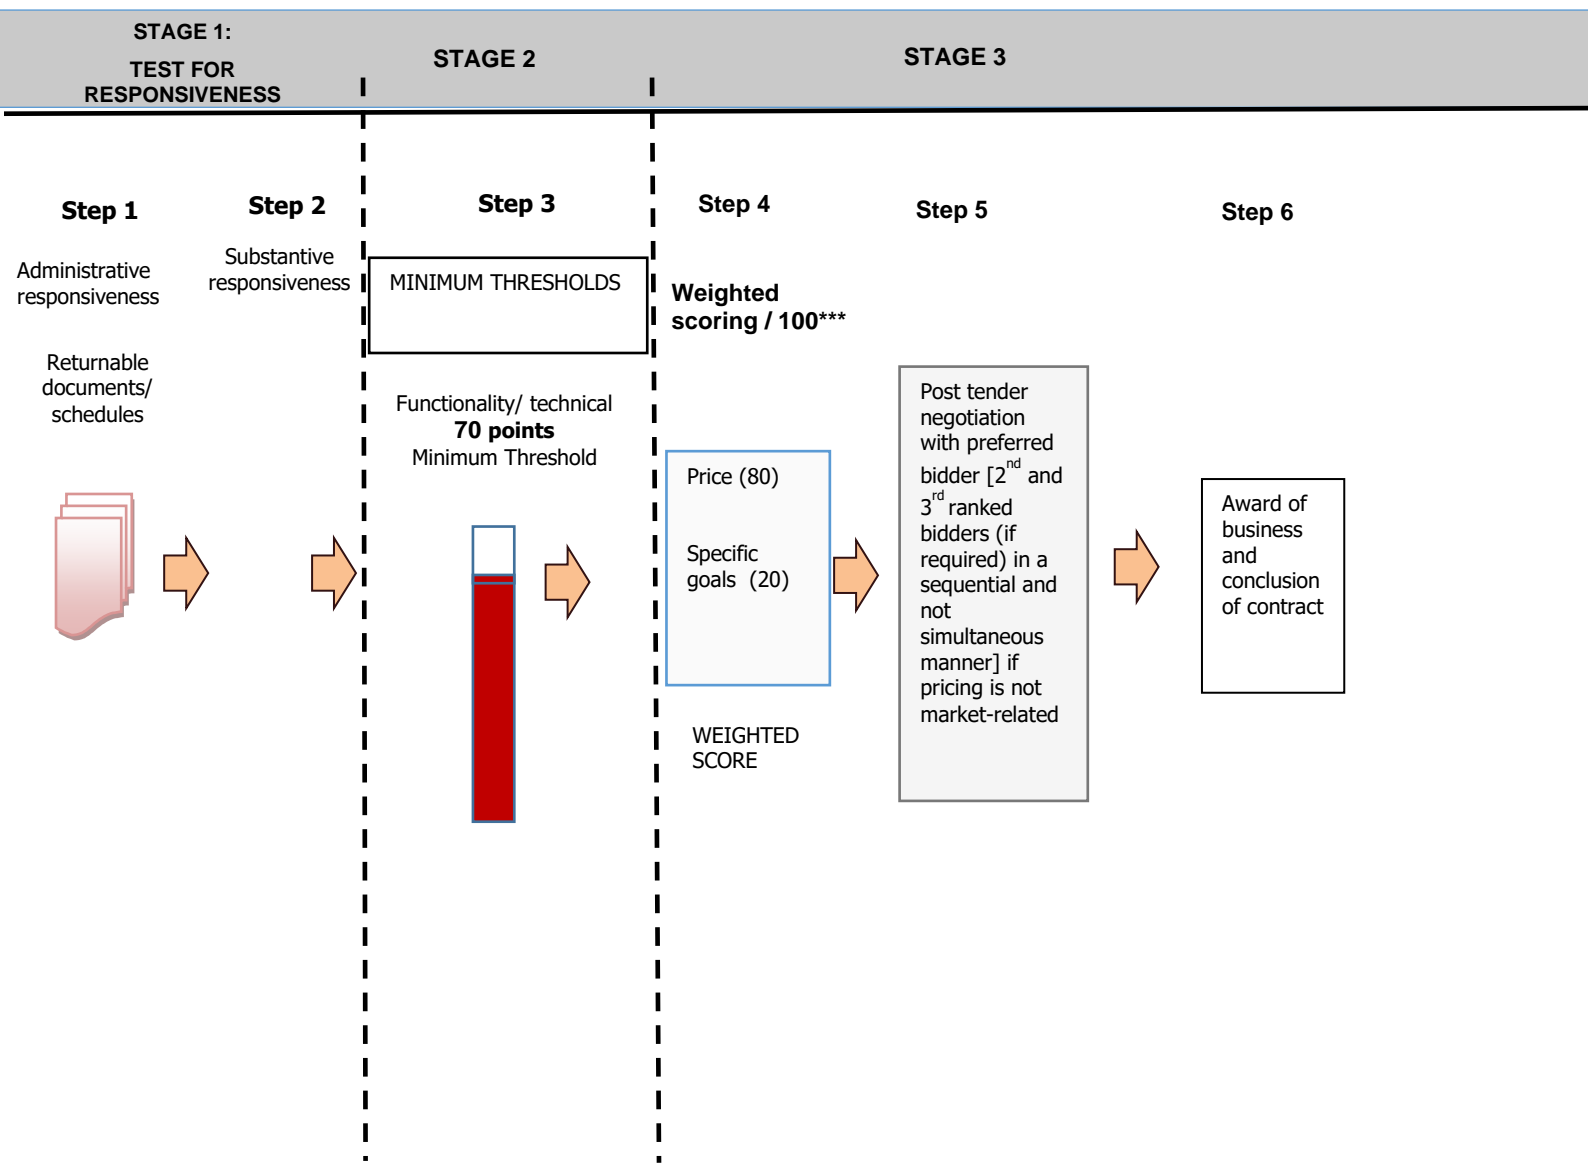 STAGE 1:
TEST FOR
RESPONSIVENESS
STAGE 2
STAGE 3
Step 1
Administrative
responsiveness
Returnable
documents/
schedules
Step 2
Substantive
responsiveness
Step 3
MINIMUM THRESHOLDS
Functionality/ technical
70 points
Minimum Threshold
Step 4
Weighted
scoring / 100***
Price (80)
Specific
goals (20)
WEIGHTED
SCORE
Step 5
Post tender
negotiation
with preferred
bidder [2nd and
3rd ranked
bidders (if
required) in a
sequential and
not
simultaneous
manner] if
pricing is not
market-related
Step 6
Award of
business
and
conclusion
of contract